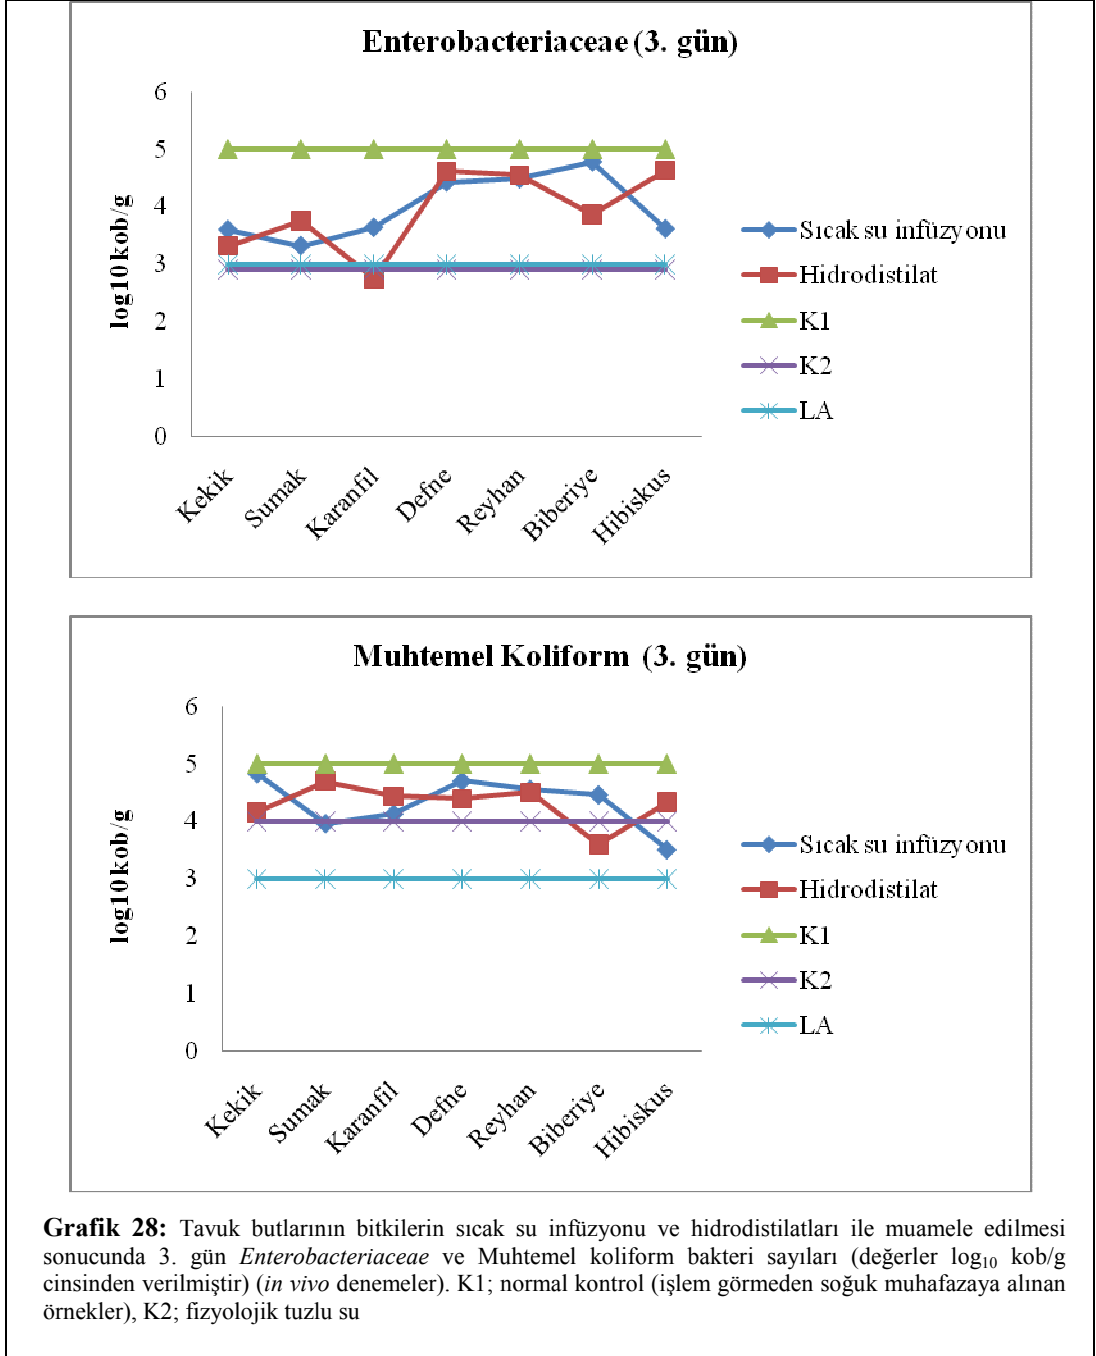 Enterobacteriaceae (3. gün)
log10 kob/g
6
5
4
3
2
1
0
Kekik
Sumak
Karanfil
Defne
Reyhan
Biberiye
Hibiskus
Sıcak su infüzyonu
Hidrodistilat
K1
K2
LA
Muhtemel Koliform (3. gün)
log10 kob/g
6
5
4
3
2
1
0
Kekik
Sumak
Karanfil
Defne
Reyhan
Biberiye
Hibiskus
Sıcak su infüzyonu
Hidrodistilat
K1
K2
LA
Grafik 28: Tavuk butlarının bitkilerin sıcak su infüzyonu ve hidrodistilatları ile muamele edilmesi
sonucunda 3. gün Enterobacteriaceae ve Muhtemel koliform bakteri sayıları (değerler log₁₀ kob/g
cinsinden verilmiştir) (in vivo denemeler). K1; normal kontrol (işlem görmeden soğuk muhafazaya alınan
örnekler), K2; fizyolojik tuzlu su